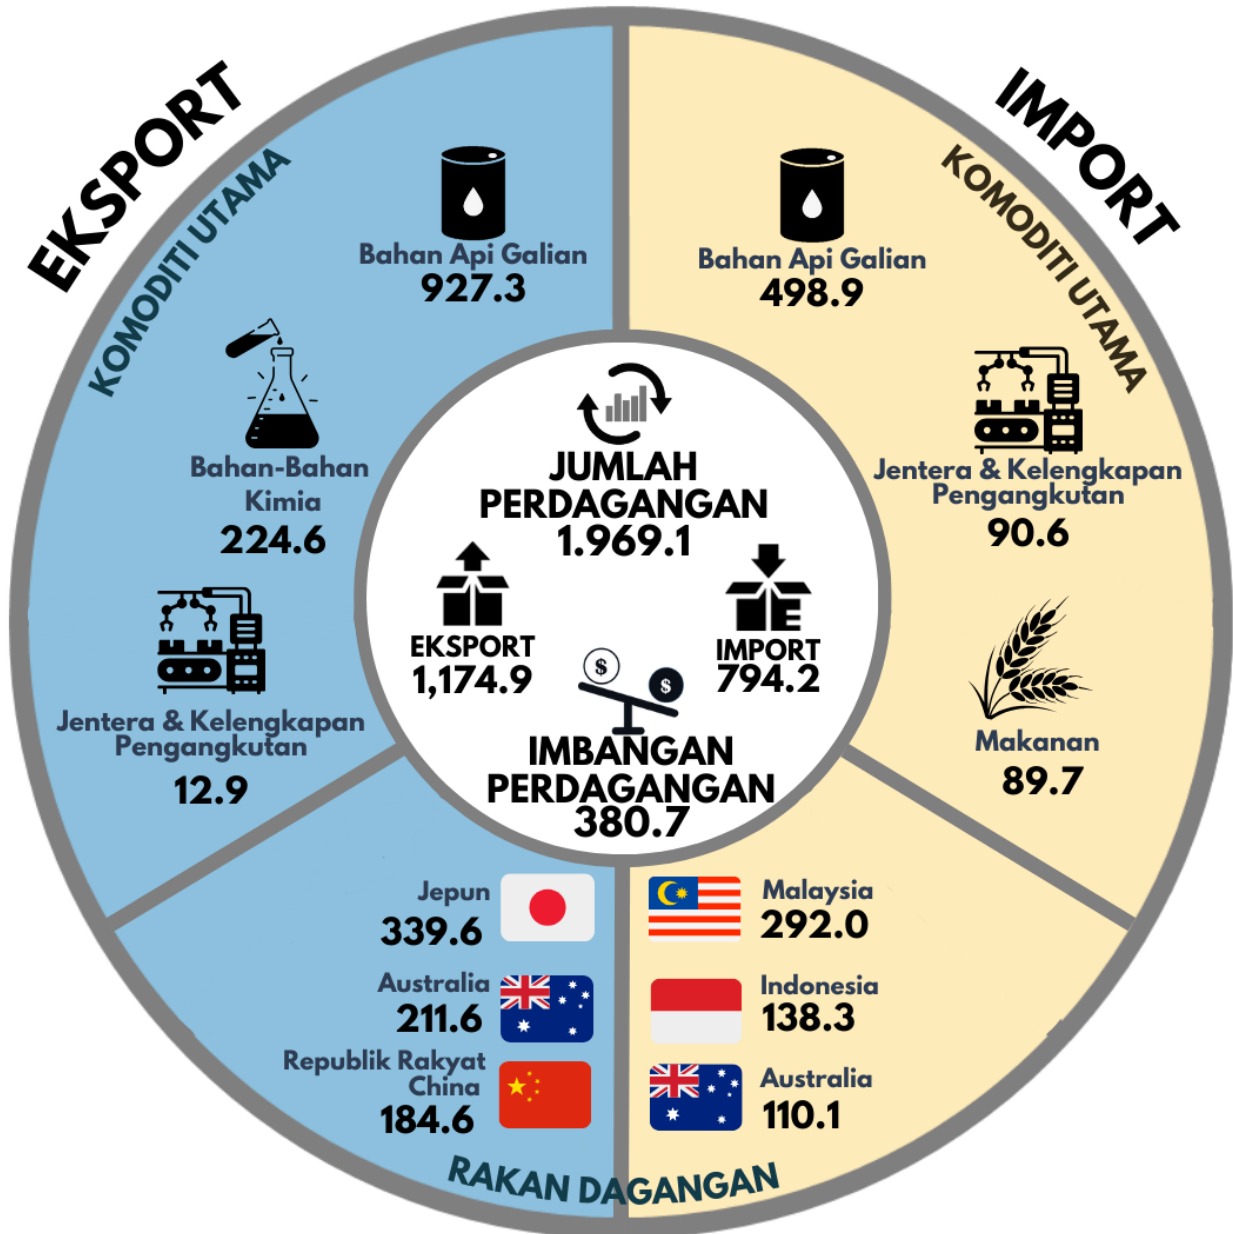 EKSPORT
KOMODITI UTAMA
Bahan Api Galian
927.3
Bahan-Bahan
Kimia
224.6
Jentera & Kelengkapan
Pengangkutan
12.9
IMPORT
KOMODITI UTAMA
Bahan Api Galian
498.9
Jentera & Kelengkapan
Pengangkutan
90.6
Makanan
89.7
JUMLAH
PERDAGANGAN
1.969.1
EKSPORT
1,174.9
IMPORT
794.2
$
$
IMBANGAN
PERDAGANGAN
380.7
Jepun
339.6
Australia
211.6
Republik Rakyat
China
184.6
Malaysia
292.0
Indonesia
138.3
Australia
110.1
RAKAN DAGANGAN